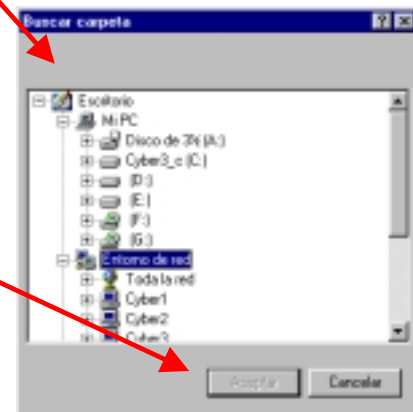 Buscar carpeta
Escritorio
Mi PC
Disco de 3½ (A:)
Cyber3_c (C:)
(D:)
(E:)
(F:)
(G:)
Entorno de red
Toda la red
Cyber1
Cyber2
Cyber3
Aceptar
Cancelar